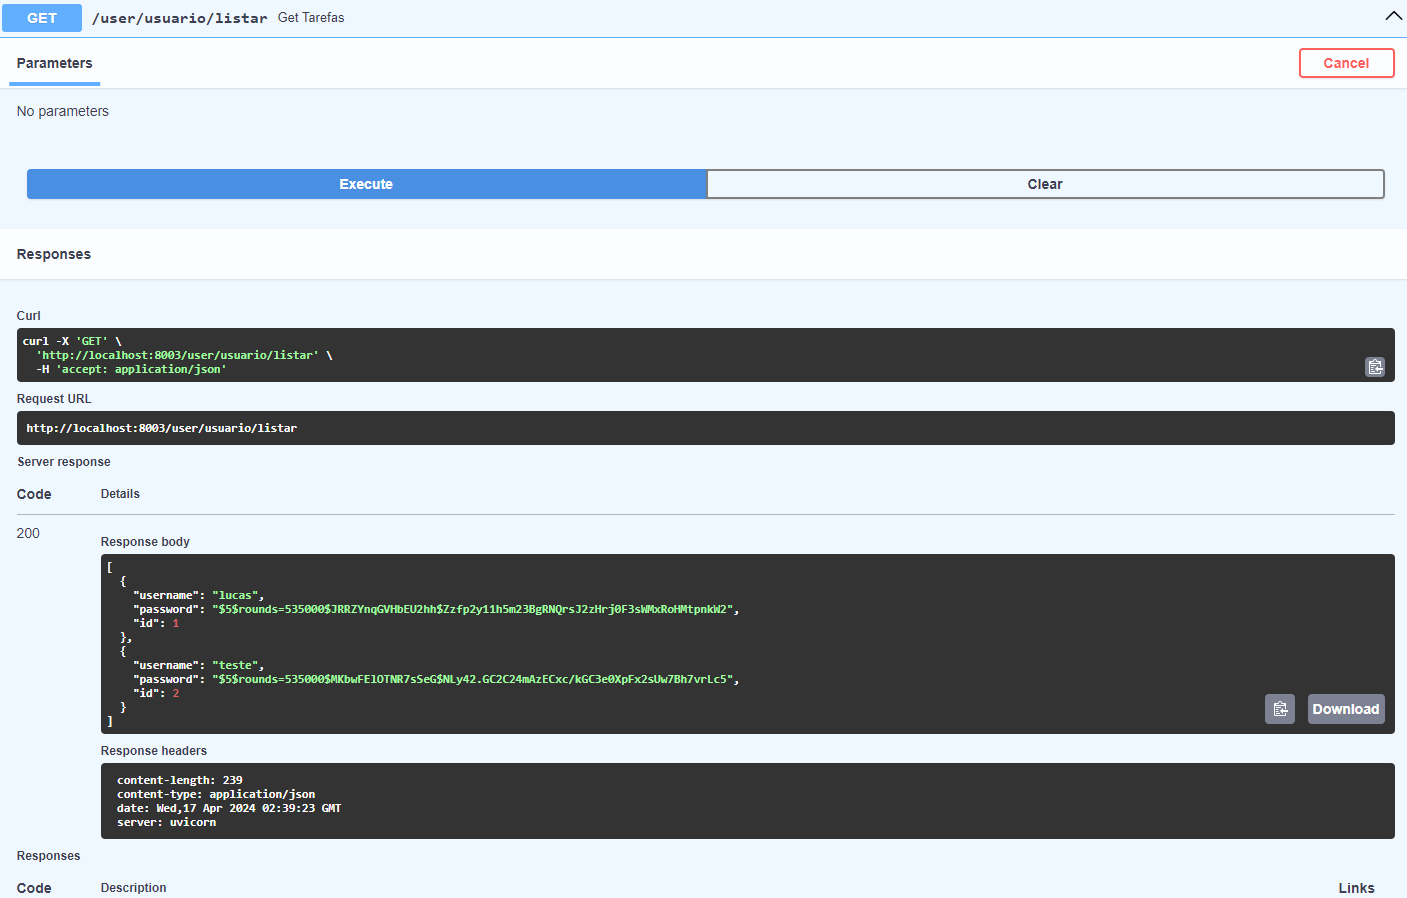 GET /user/usuario/listar Get Tarefas
Parameters
Cancel
No parameters
Execute
Clear
Responses
Curl
curl -X 'GET' \
'http://localhost:8003/user/usuario/listar' \
-H 'accept: application/json'
Request URL
http://localhost:8003/user/usuario/listar
Server response
Code Details
200
Response body
[
{
"username": "lucas",
"password": "$5$rounds=535000$JRRZYnqGVHbEU2hh$Zzfp2y11h5m23BgRNQrsJ2zHrj0F3sWMxRoHMtpnkW2",
"id": 1
},
{
"username": "teste",
"password": "$5$rounds=535000$MKbwFElOTNR7sSeG$NLy42.GC2C24mAzECxc/kGC3e0XpFx2sUw7Bh7vrLc5",
"id": 2
}
]
Download
Response headers
content-length: 239
content-type: application/json
date: Wed,17 Apr 2024 02:39:23 GMT
server: uvicorn
Responses
Code Description Links